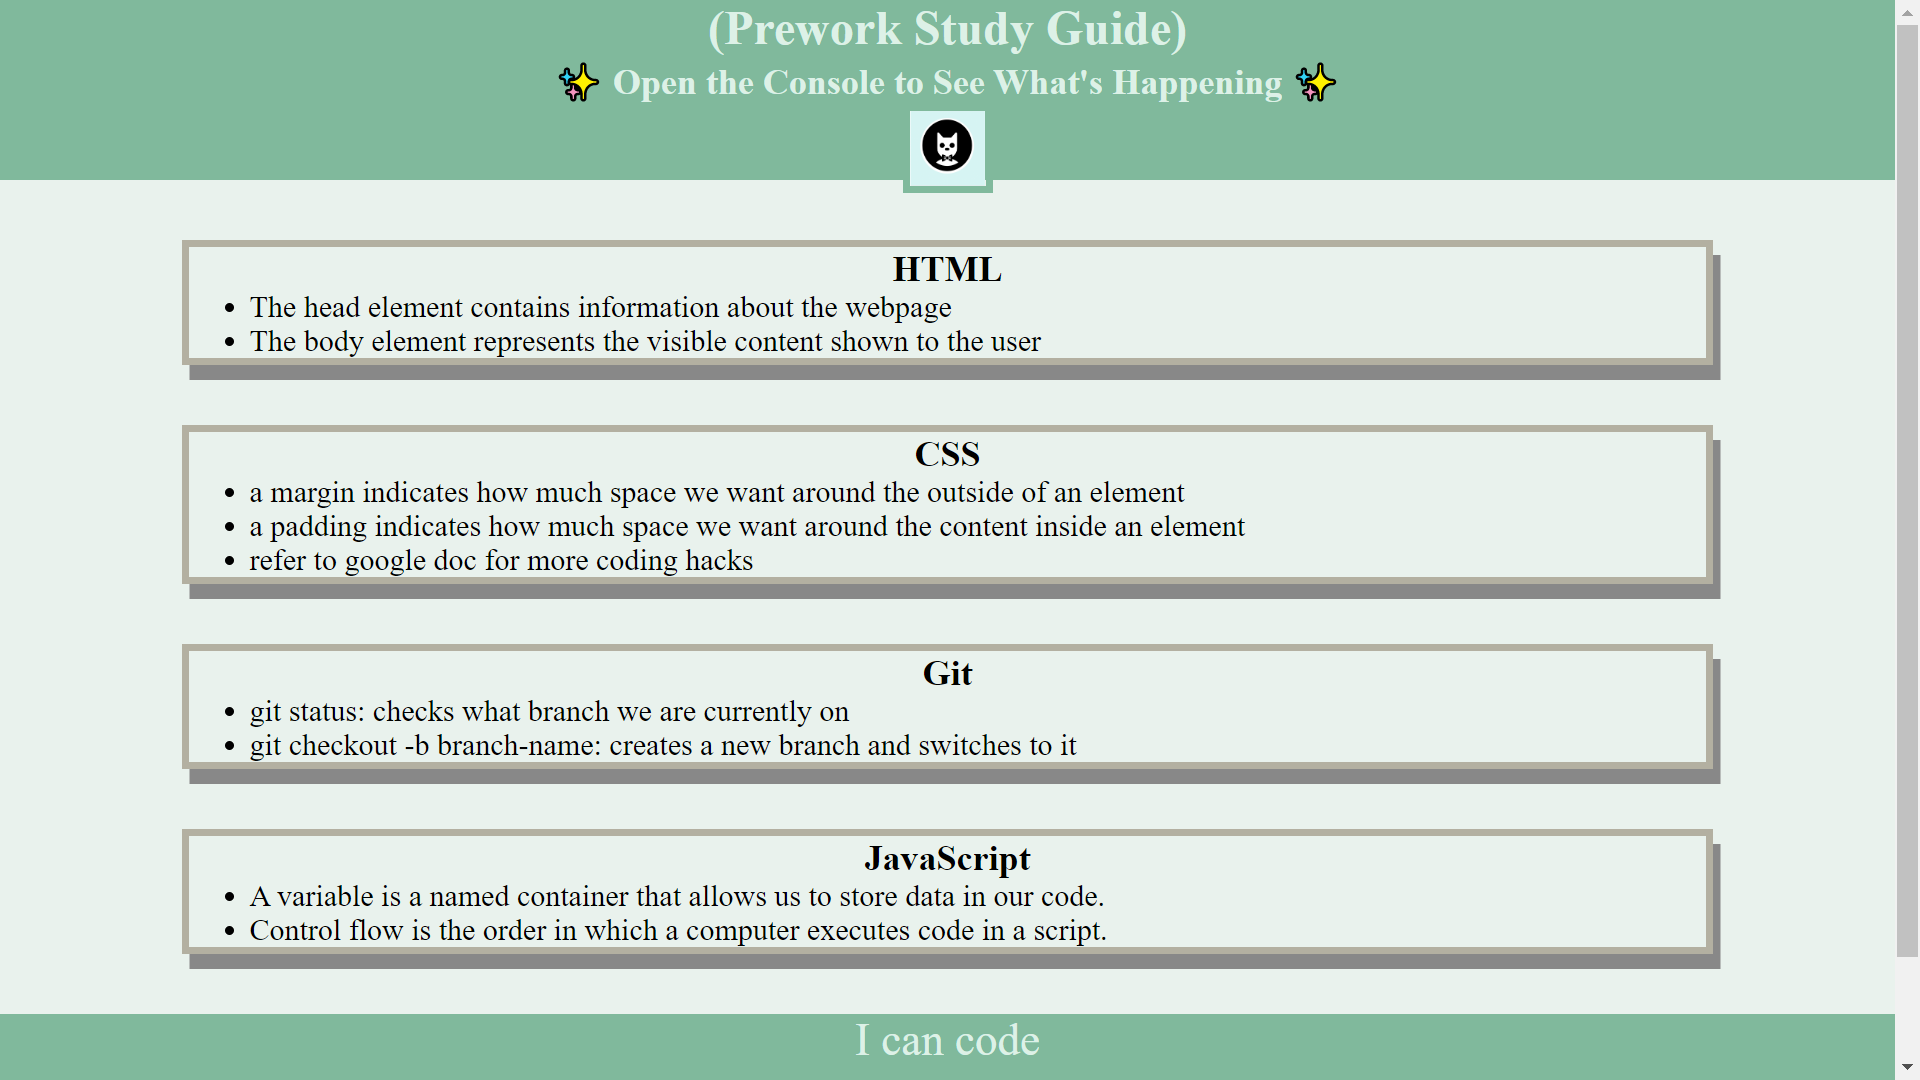 (Prework Study Guide)
✨ Open the Console to See What's Happening ✨
HTML
• The head element contains information about the webpage
• The body element represents the visible content shown to the user
CSS
• a margin indicates how much space we want around the outside of an element
• a padding indicates how much space we want around the content inside an element
• refer to google doc for more coding hacks
Git
• git status: checks what branch we are currently on
• git checkout -b branch-name: creates a new branch and switches to it
JavaScript
• A variable is a named container that allows us to store data in our code.
• Control flow is the order in which a computer executes code in a script.
I can code